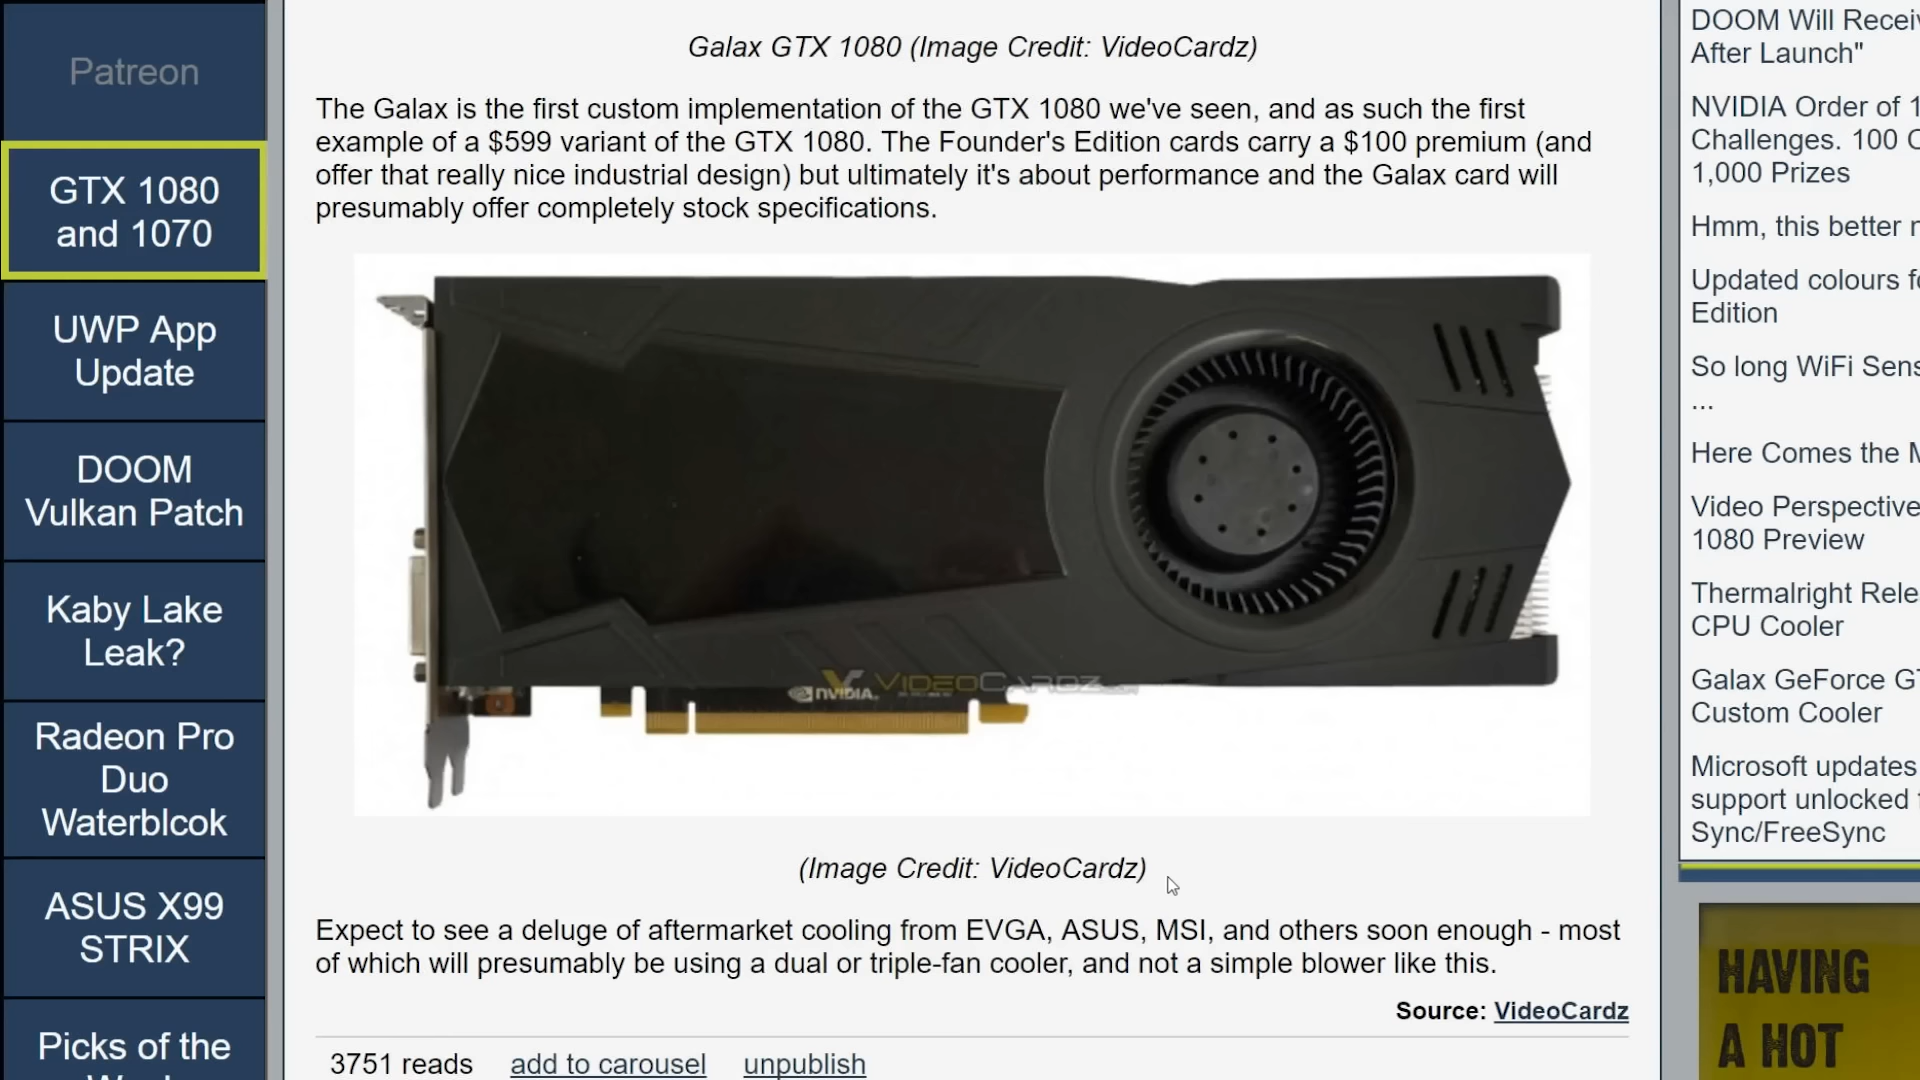 Patreon
GTX 1080
and 1070
UWP App
Update
DOOM
Vulkan Patch
Kaby Lake
Leak?
Radeon Pro
Duo
Waterblcok
ASUS X99
STRIX
Picks of the
Galax GTX 1080 (Image Credit: VideoCardz)
The Galax is the first custom implementation of the GTX 1080 we've seen, and as such the first
example of a $599 variant of the GTX 1080. The Founder's Edition cards carry a $100 premium (and
offer that really nice industrial design) but ultimately it's about performance and the Galax card will
presumably offer completely stock specifications.
VIDEOCARDZ
NVIDIA.
(Image Credit: VideoCardz)
Expect to see a deluge of aftermarket cooling from EVGA, ASUS, MSI, and others soon enough - most
of which will presumably be using a dual or triple-fan cooler, and not a simple blower like this.
Source: VideoCardz
3751 reads add to carousel unpublish
DOOM Will Receiv
After Launch"
NVIDIA Order of 1
Challenges. 100 C
1,000 Prizes
Hmm, this better n
Updated colours fo
Edition
So long WiFi Sens
...
Here Comes the M
Video Perspective
1080 Preview
Thermalright Rele
CPU Cooler
Galax GeForce GT
Custom Cooler
Microsoft updates
support unlocked f
Sync/FreeSync
HAVING
A HOT